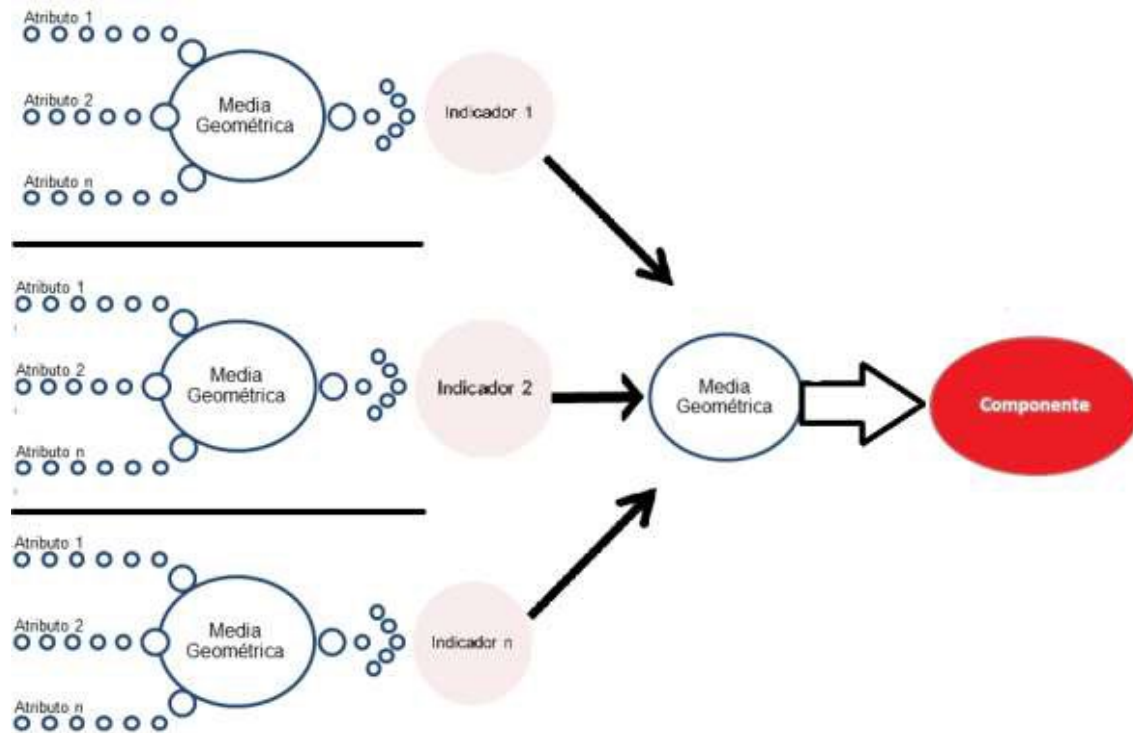 Atributo 1
Atributo 2
Atributo n
Media
Geométrica
Indicador 1
Atributo 1
Atributo 2
Atributo n
Media
Geométrica
Indicador 2
Atributo 1
Atributo 2
Atributo n
Media
Geométrica
Indicador n
Media
Geométrica
Componente